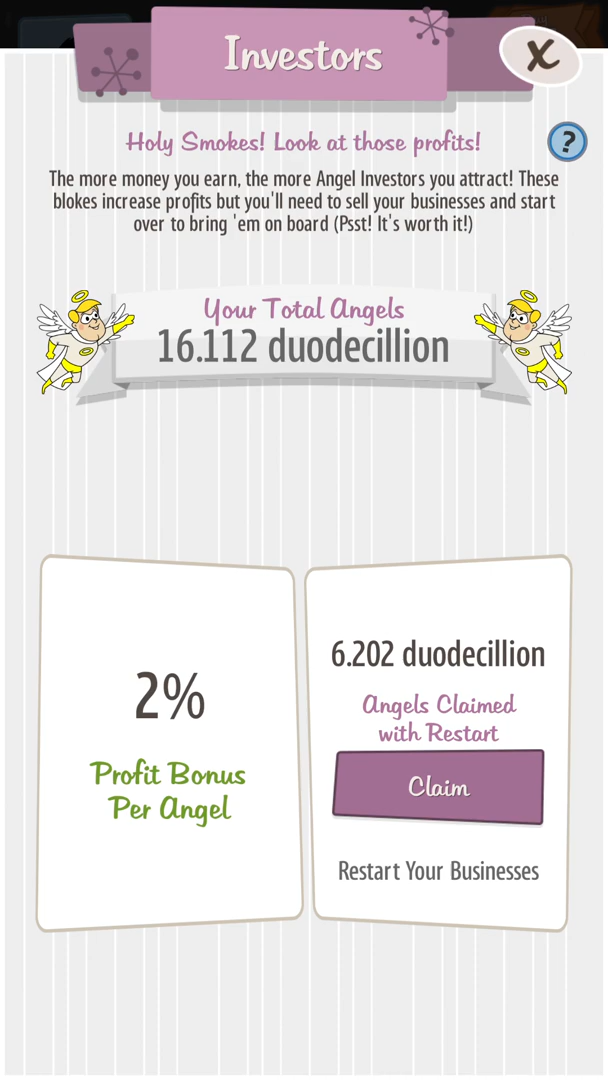 Investors
X
Holy Smokes! Look at those profits!
?
The more money you earn, the more Angel Investors you attract! These
blokes increase profits but you'll need to sell your businesses and start
over to bring 'em on board (Psst! It's worth it!)
Your Total Angels
16.112 duodecillion
2%
Profit Bonus
Per Angel
6.202 duodecillion
Angels Claimed
with Restart
Claim
Restart Your Businesses